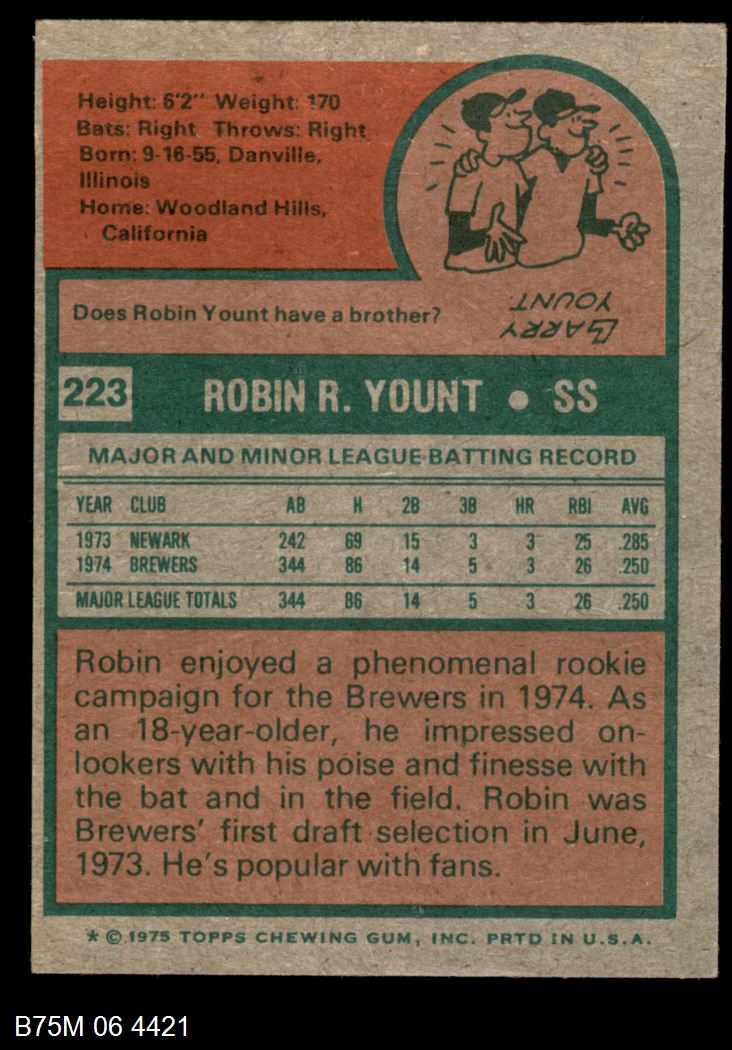 Height: 6'2" Weight: 170
Bats: Right Throws: Right
Born: 9-16-55, Danville,
Illinois
Home: Woodland Hills,
California
Does Robin Yount have a brother?
LARRY
YOUNT
223 ROBIN R. YOUNT ● SS
MAJOR AND MINOR LEAGUE BATTING RECORD
YEAR CLUB AB H 2B 3B HR RBI AVG
1973 NEWARK 242 69 15 3 3 25 .285
1974 BREWERS 344 86 14 5 3 26 .250
MAJOR LEAGUE TOTALS 344 86 14 5 3 26 .250
Robin enjoyed a phenomenal rookie
campaign for the Brewers in 1974. As
an 18-year-older, he impressed on-
lookers with his poise and finesse with
the bat and in the field. Robin was
Brewers' first draft selection in June,
1973. He's popular with fans.
* © 1975 TOPPS CHEWING GUM, INC. PRTD IN U.S.A.
B75M 06 4421